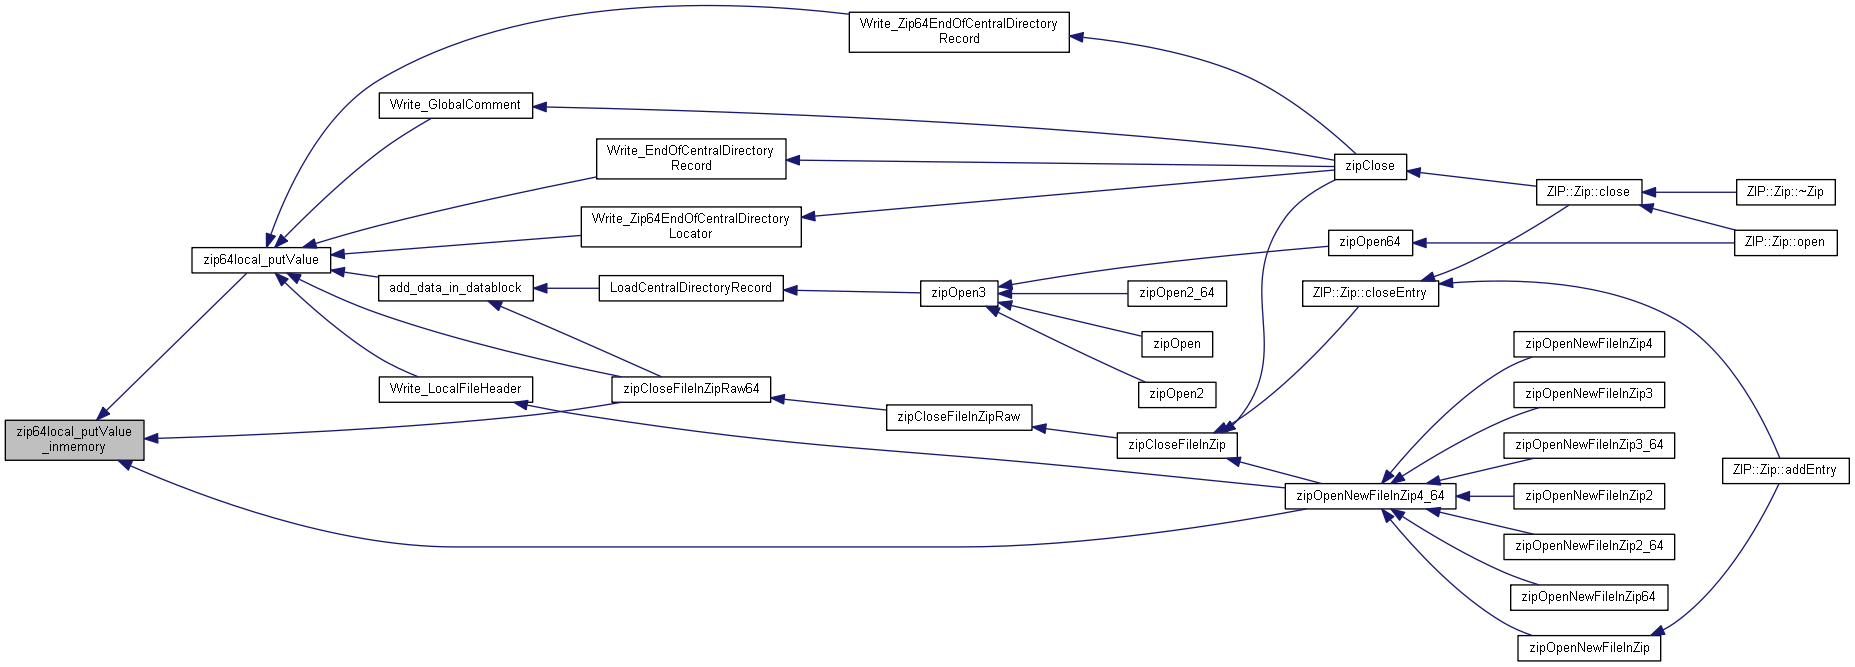 Write_Zip64EndOfCentralDirectory
Record
Write_GlobalComment
Write_EndOfCentralDirectory
Record
zipClose
ZIP::Zip::close
ZIP::Zip::~Zip
Write_Zip64EndOfCentralDirectory
Locator
zipOpen64
ZIP::Zip::open
zip64local_putValue
add_data_in_datablock
LoadCentralDirectoryRecord
zipOpen3
zipOpen2_64
ZIP::Zip::closeEntry
zipOpen
zipOpenNewFileInZip4
Write_LocalFileHeader
zipCloseFileInZipRaw64
zipOpen2
zipOpenNewFileInZip3
zipCloseFileInZipRaw
zip64local_putValue
_inmemory
zipCloseFileInZip
zipOpenNewFileInZip3_64
ZIP::Zip::addEntry
zipOpenNewFileInZip4_64
zipOpenNewFileInZip2
zipOpenNewFileInZip2_64
zipOpenNewFileInZip64
zipOpenNewFileInZip